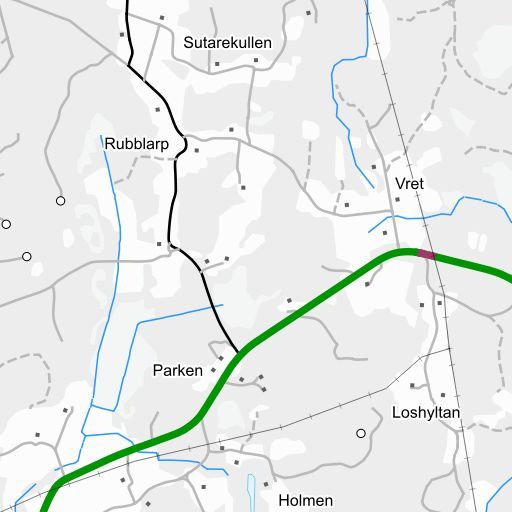 Sutarekullen
Rubblarp
Vret
Parken
Loshyltan
Holmen